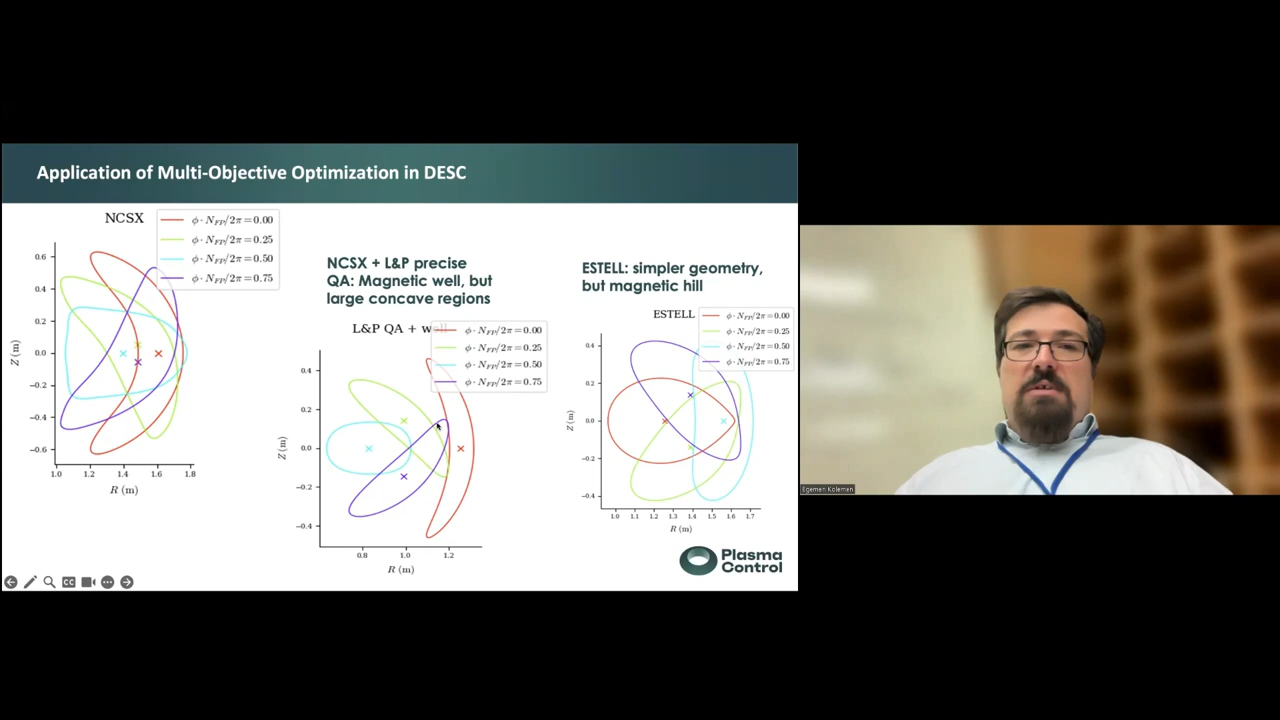 Application of Multi-Objective Optimization in DESC
NCSX
ϕ · N_FP/2π = 0.00
ϕ · N_FP/2π = 0.25
ϕ · N_FP/2π = 0.50
ϕ · N_FP/2π = 0.75
0.6
0.4
0.2
0.0
−0.2
−0.4
−0.6
Z (m)
1.0 1.2 1.4 1.6 1.8
R (m)
NCSX + L&P precise
QA: Magnetic well, but
large concave regions
L&P QA + well
ϕ · N_FP/2π = 0.00
ϕ · N_FP/2π = 0.25
ϕ · N_FP/2π = 0.50
ϕ · N_FP/2π = 0.75
0.4
0.2
0.0
−0.2
−0.4
Z (m)
0.8 1.0 1.2
R (m)
ESTELL: simpler geometry,
but magnetic hill
ESTELL
ϕ · N_FP/2π = 0.00
ϕ · N_FP/2π = 0.25
ϕ · N_FP/2π = 0.50
ϕ · N_FP/2π = 0.75
0.4
0.2
0.0
−0.2
−0.4
Z (m)
1.0 1.1 1.2 1.3 1.4 1.5 1.6 1.7
R (m)
Plasma
Control
CC
Egemen Kolemen